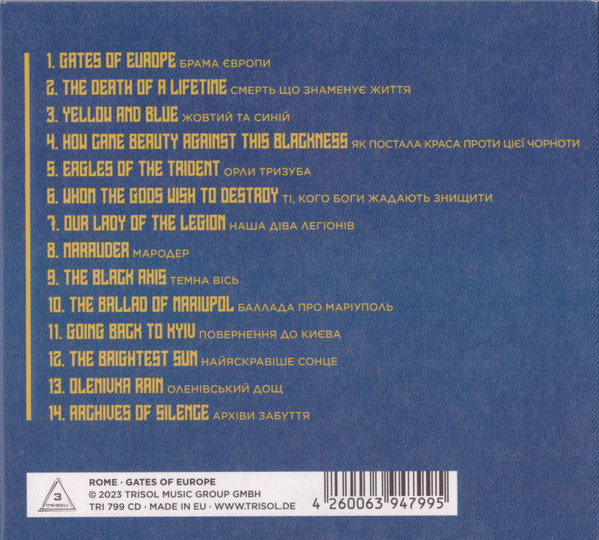 1. GATES OF EUROPE БРАМА ЄВРОПИ
2. THE DEATH OF A LIFETIME СМЕРТЬ ЩО ЗНАМЕНУЄ ЖИТТЯ
3. YELLOW AND BLUE ЖОВТИЙ ТА СИНІЙ
4. HOW CAME BEAUTY AGAINST THIS BLACKNESS ЯК ПОСТАЛА КРАСА ПРОТИ ЦІЄЇ ЧОРНОТИ
5. EAGLES OF THE TRIDENT ОРЛИ ТРИЗУБА
6. WHOM THE GODS WISH TO DESTROY ТІ, КОГО БОГИ ЖАДАЮТЬ ЗНИЩИТИ
7. OUR LADY OF THE LEGION НАША ДІВА ЛЕГІОНІВ
8. MARAUDER МАРОДЕР
9. THE BLACK AXIS ТЕМНА ВІСЬ
10. THE BALLAD OF MARIUPOL БАЛЛАДА ПРО МАРІУПОЛЬ
11. GOING BACK TO KYIV ПОВЕРНЕННЯ ДО КИЄВА
12. THE BRIGHTEST SUN НАЙЯСКРАВІШЕ СОНЦЕ
13. OLENIVKA RAIN ОЛЕНІВСЬКИЙ ДОЩ
14. ARCHIVES OF SILENCE АРХІВИ ЗАБУТТЯ
3
TRISOL
ROME · GATES OF EUROPE
© 2023 TRISOL MUSIC GROUP GMBH
TRI 799 CD · MADE IN EU · WWW.TRISOL.DE
4 260063 947995